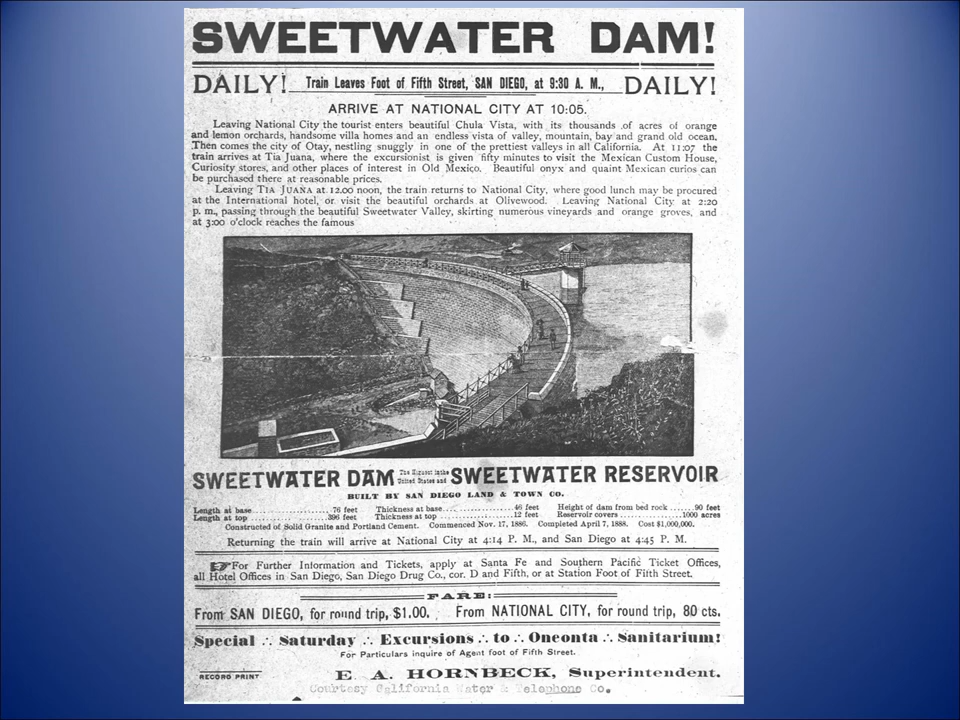 SWEETWATER DAM!
DAILY! Train Leaves Foot of Fifth Street, SAN DIEGO, at 9:30 A. M., DAILY!
ARRIVE AT NATIONAL CITY AT 10:05.
Leaving National City the tourist enters beautiful Chula Vista, with its thousands of acres of orange
and lemon orchards, handsome villa homes and an endless vista of valley, mountain, bay and grand old ocean.
Then comes the city of Otay, nestling snuggly in one of the prettiest valleys in all California. At 11:07 the
train arrives at Tia Juana, where the excursionist is given fifty minutes to visit the Mexican Custom House,
Curiosity stores, and other places of interest in Old Mexico. Beautiful onyx and quaint Mexican curios can
be purchased there at reasonable prices.
Leaving TIA JUANA at 12.00 noon, the train returns to National City, where good lunch may be procured
at the International hotel, or visit the beautiful orchards at Olivewood. Leaving National City at 2:20
p. m., passing through the beautiful Sweetwater Valley, skirting numerous vineyards and orange groves, and
at 3:00 o'clock reaches the famous
SWEETWATER DAM The Highest in the United States and SWEETWATER RESERVOIR
BUILT BY SAN DIEGO LAND & TOWN CO.
Length at base.................... 76 feet Thickness at base.................. 46 feet Height of dam from bed rock ......90 feet
Length at top .................... 396 feet Thickness at top ....................12 feet Reservoir covers ....................1000 acres
Constructed of Solid Granite and Portland Cement. Commenced Nov. 17, 1886. Completed April 7, 1888. Cost $1,000,000.
Returning the train will arrive at National City at 4:14 P. M., and San Diego at 4:45 P. M.
☞For Further Information and Tickets, apply at Santa Fe and Southern Pacific Ticket Offices,
all Hotel Offices in San Diego, San Diego Drug Co., cor. D and Fifth, or at Station Foot of Fifth Street.
FARE:
From SAN DIEGO, for round trip, $1.00. From NATIONAL CITY, for round trip, 80 cts.
Special ∴ Saturday ∴ Excursions ∴ to ∴ Oneonta ∴ Sanitarium!
For Particulars inquire of Agent foot of Fifth Street.
RECORD PRINT E. A. HORNBECK, Superintendent.
Courtesy California Water & Telephone Co.